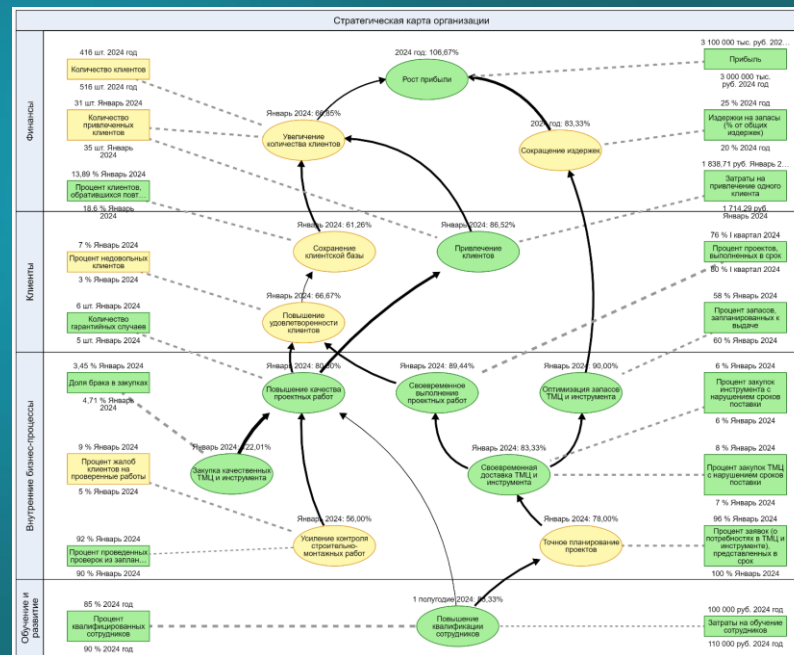 Стратегическая карта организации
Финансы
416 шт. 2024 год
Количество клиентов
516 шт. 2024 год
31 шт. Январь 2024
Количество
привлеченных
клиентов
35 шт. Январь
2024
13,89 % Январь 2024
Процент клиентов,
обратившихся повт...
18,6 % Январь
2024
2024 год: 106,67%
Рост прибыли
Январь 2024: 66,85%
Увеличение
количества клиентов
2024 год: 83,33%
Сокращение издержек
3 100 000 тыс. руб. 202...
Прибыль
3 000 000 тыс.
руб. 2024 год
25 % 2024 год
Издержки на запасы
(% от общих
издержек)
20 % 2024 год
1 838,71 руб. Январь 2...
Затраты на
привлечение одного
клиента
1 714,29 руб.
Январь 2024
Клиенты
7 % Январь 2024
Процент недовольных
клиентов
3 % Январь 2024
6 шт. Январь 2024
Количество
гарантийных случаев
5 шт. Январь 2024
Январь 2024: 61,26%
Сохранение
клиентской базы
Январь 2024: 86,52%
Привлечение
клиентов
Январь 2024: 66,67%
Повышение
удовлетворенности
клиентов
76 % I квартал 2024
Процент проектов,
выполненных в срок
80 % I квартал 2024
58 % Январь 2024
Процент запасов,
запланированных к
выдаче
60 % Январь 2024
Внутренние бизнес-процессы
3,45 % Январь 2024
Доля брака в закупках
4,71 % Январь
2024
9 % Январь 2024
Процент жалоб
клиентов на
проверенные работы
5 % Январь 2024
92 % Январь 2024
Процент проведенных
проверок из заплан...
90 % Январь 2024
Январь 2024:
Повышение качества
проектных работ
Январь 2024: 89,44%
Своевременное
выполнение
проектных работ
Январь 2024: 90,00%
Оптимизация запасов
ТМЦ и инструмента
Январь 2024: 22,01%
Закупка качественных
ТМЦ и инструмента
Январь 2024: 83,33%
Своевременная
доставка ТМЦ и
инструмента
Январь 2024: 56,00%
Усиление контроля
строительно-
монтажных работ
Январь 2024: 78,00%
Точное планирование
проектов
6 % Январь 2024
Процент закупок
инструмента с
нарушением сроков
поставки
6 % Январь 2024
8 % Январь 2024
Процент закупок ТМЦ
с нарушением сроков
поставки
7 % Январь 2024
96 % Январь 2024
Процент заявок (о
потребностях в ТМЦ и
инструменте),
представленных в
срок
100 % Январь 2024
Обучение и
развитие
85 % 2024 год
Процент
квалифицированных
сотрудников
90 % 2024 год
1 полугодие 2024:
Повышение
квалификации
сотрудников
100 000 руб. 2024 год
Затраты на обучение
сотрудников
110 000 руб. 2024 год